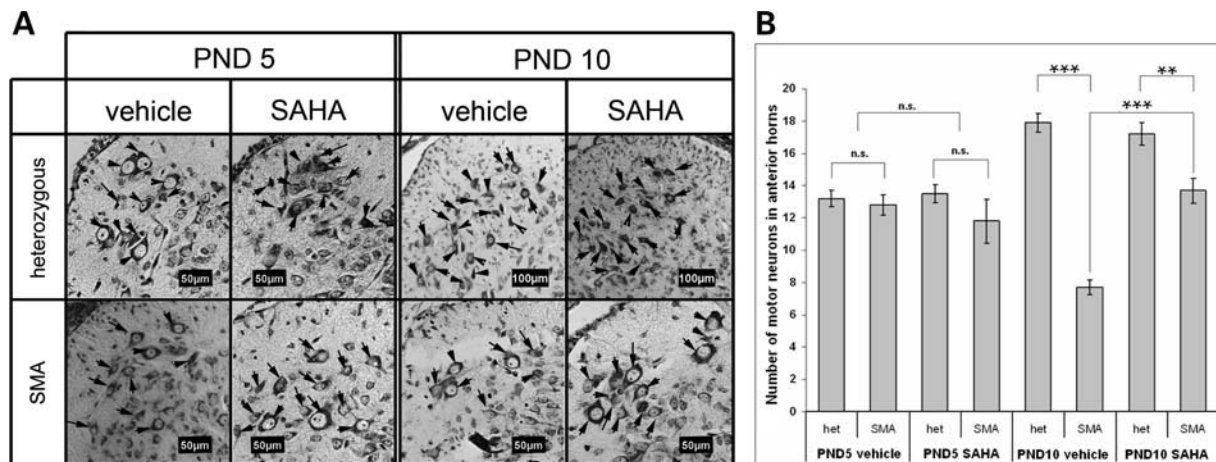 A
PND 5 PND 10
vehicle SAHA vehicle SAHA
heterozygous
50µm 50µm 100µm 100µm
SMA
50µm 50µm 50µm 50µm
B
Number of motor neurons in anterior horns
20
18
16
14
12
10
8
6
4
2
0
*** **
n.s. ***
n.s. n.s.
het SMA het SMA het SMA het SMA
PND5 vehicle PND5 SAHA PND10 vehicle PND10 SAHA